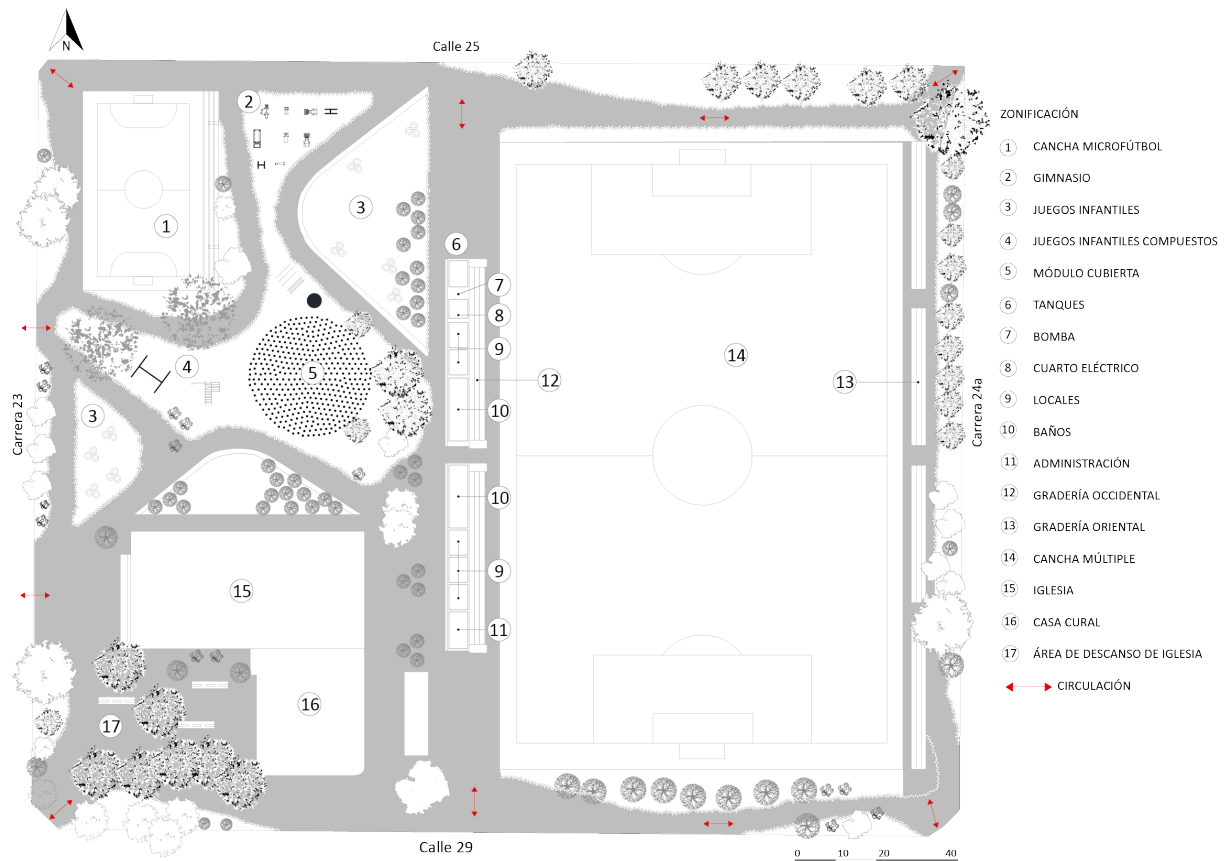 N
Calle 25
Carrera 23
Carrera 24a
Calle 29
1
2
3
3
4
5
6
7
8
9
10
12
13
14
10
9
11
15
16
17
ZONIFICACIÓN
1 CANCHA MICROFÚTBOL
2 GIMNASIO
3 JUEGOS INFANTILES
4 JUEGOS INFANTILES COMPUESTOS
5 MÓDULO CUBIERTA
6 TANQUES
7 BOMBA
8 CUARTO ELÉCTRICO
9 LOCALES
10 BAÑOS
11 ADMINISTRACIÓN
12 GRADERÍA OCCIDENTAL
13 GRADERÍA ORIENTAL
14 CANCHA MÚLTIPLE
15 IGLESIA
16 CASA CURAL
17 ÁREA DE DESCANSO DE IGLESIA
CIRCULACIÓN
0 10 20 40